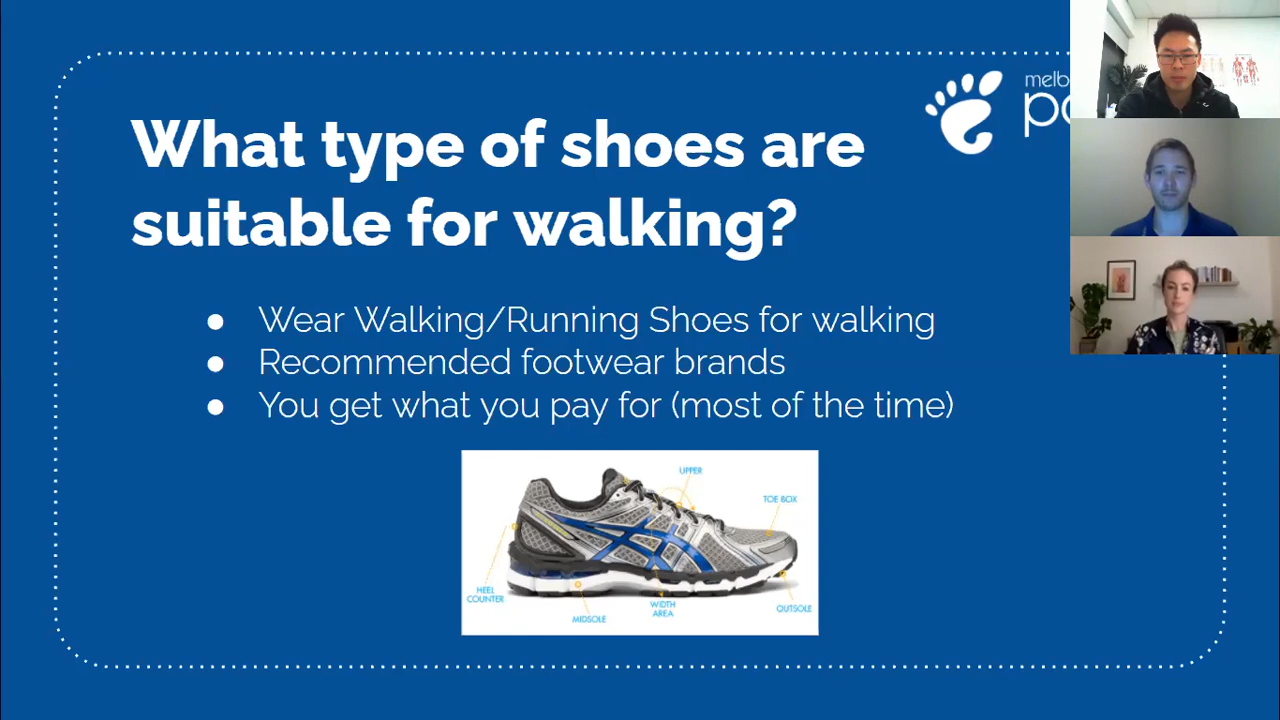 What type of shoes are
suitable for walking?
● Wear Walking/Running Shoes for walking
● Recommended footwear brands
● You get what you pay for (most of the time)
UPPER
TOE BOX
HEEL
COUNTER
MIDSOLE
WIDTH
AREA
OUTSOLE